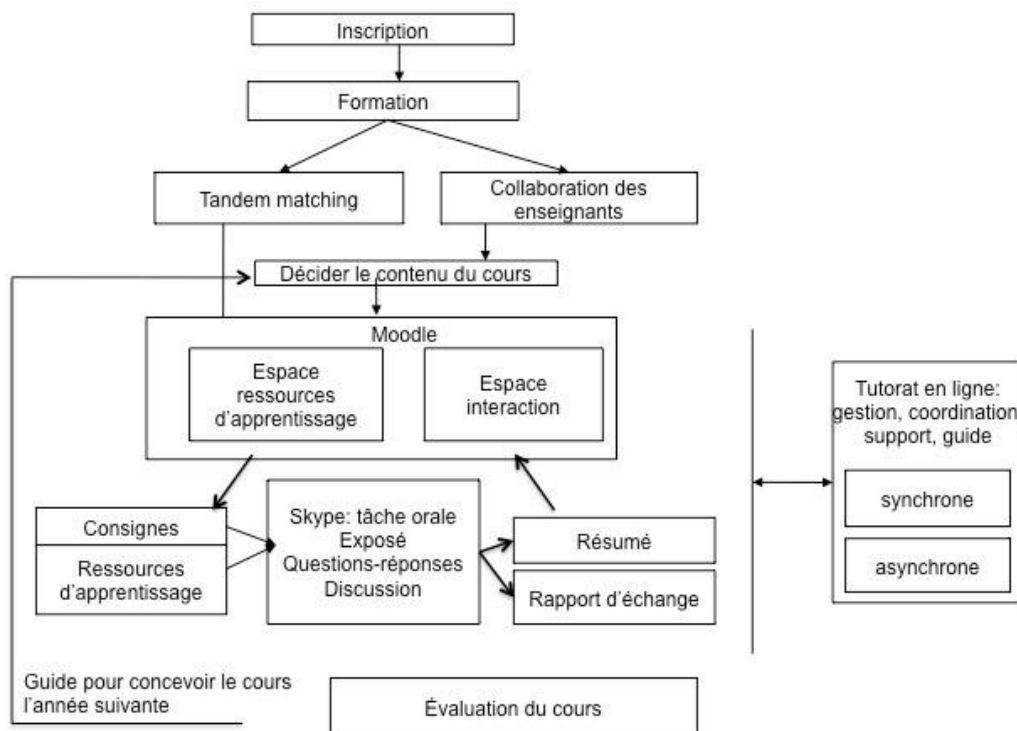 Inscription
Formation
Tandem matching
Collaboration des
enseignants
Décider le contenu du cours
Moodle
Espace
ressources
d'apprentissage
Espace
interaction
Tutorat en ligne:
gestion, coordination
support, guide
synchrone
asynchrone
Consignes
Ressources
d'apprentissage
Skype: tâche orale
Exposé
Questions-réponses
Discussion
Résumé
Rapport d'échange
Guide pour concevoir le cours
l'année suivante
Évaluation du cours